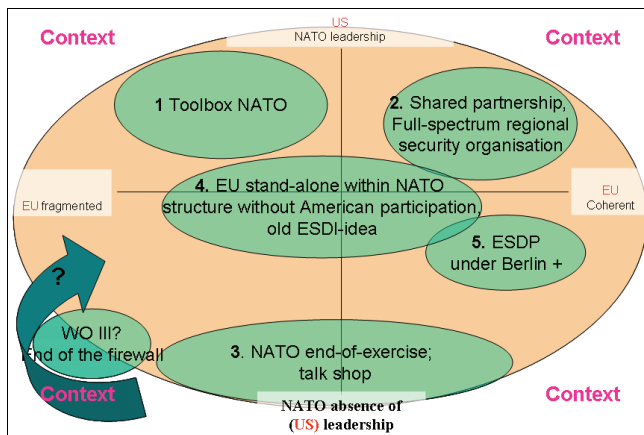 US
Context
NATO leadership
Context
1 Toolbox NATO
2. Shared partnership,
Full-spectrum regional
security organisation
4. EU stand-alone within NATO
structure without American participation,
old ESDI-idea
EU fragmented
EU
Coherent
5. ESDP
under Berlin +
?
WO III?
End of the firewall
3. NATO end-of-exercise;
talk shop
Context
NATO absence of
(US) leadership
Context